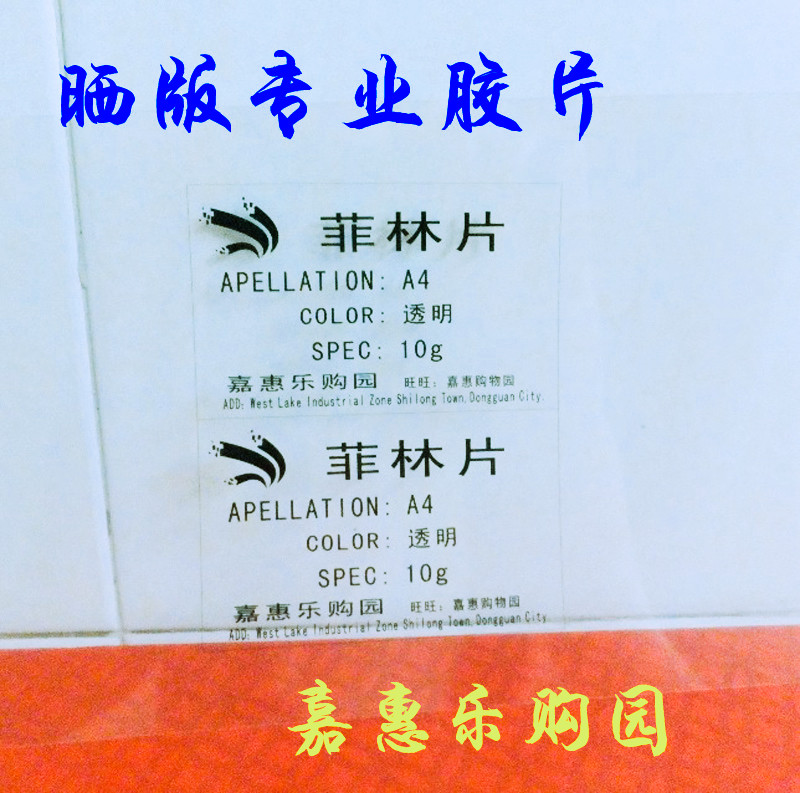 晒版专业胶片
菲林片
APELLATION: A4
COLOR: 透明
SPEC: 10g
嘉惠乐购园 旺旺: 嘉惠购物园
ADD: West Lake Industrial Zone Shilong Town, Dongguan City.
菲林片
APELLATION: A4
COLOR: 透明
SPEC: 10g
嘉惠乐购园 旺旺: 嘉惠购物园
ADD: West Lake Industrial Zone Shilong Town, Dongguan City.
嘉惠乐购园